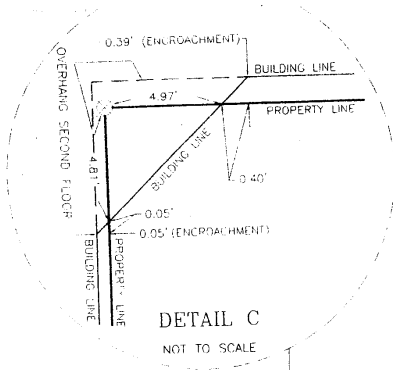 0.39' (ENCROACHMENT)
BUILDING LINE
4.97'
PROPERTY LINE
OVERHANG SECOND FLOOR
BUILDING LINE
4.81'
0.40'
0.05'
0.05' (ENCROACHMENT)
BUILDING LINE
PROPERTY LINE
DETAIL C
NOT TO SCALE